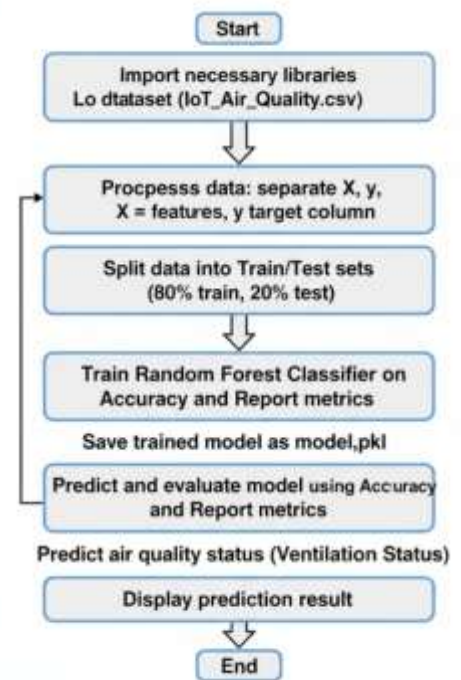 Start
Import necessary libraries
Lo dtataset (IoT_Air_Quality.csv)
Procpesss data: separate X, y,
X = features, y target column
Split data into Train/Test sets
(80% train, 20% test)
Train Random Forest Classifier on
Accuracy and Report metrics
Save trained model as model,pkl
Predict and evaluate model using Accuracy
and Report metrics
Predict air quality status (Ventilation Status)
Display prediction result
End